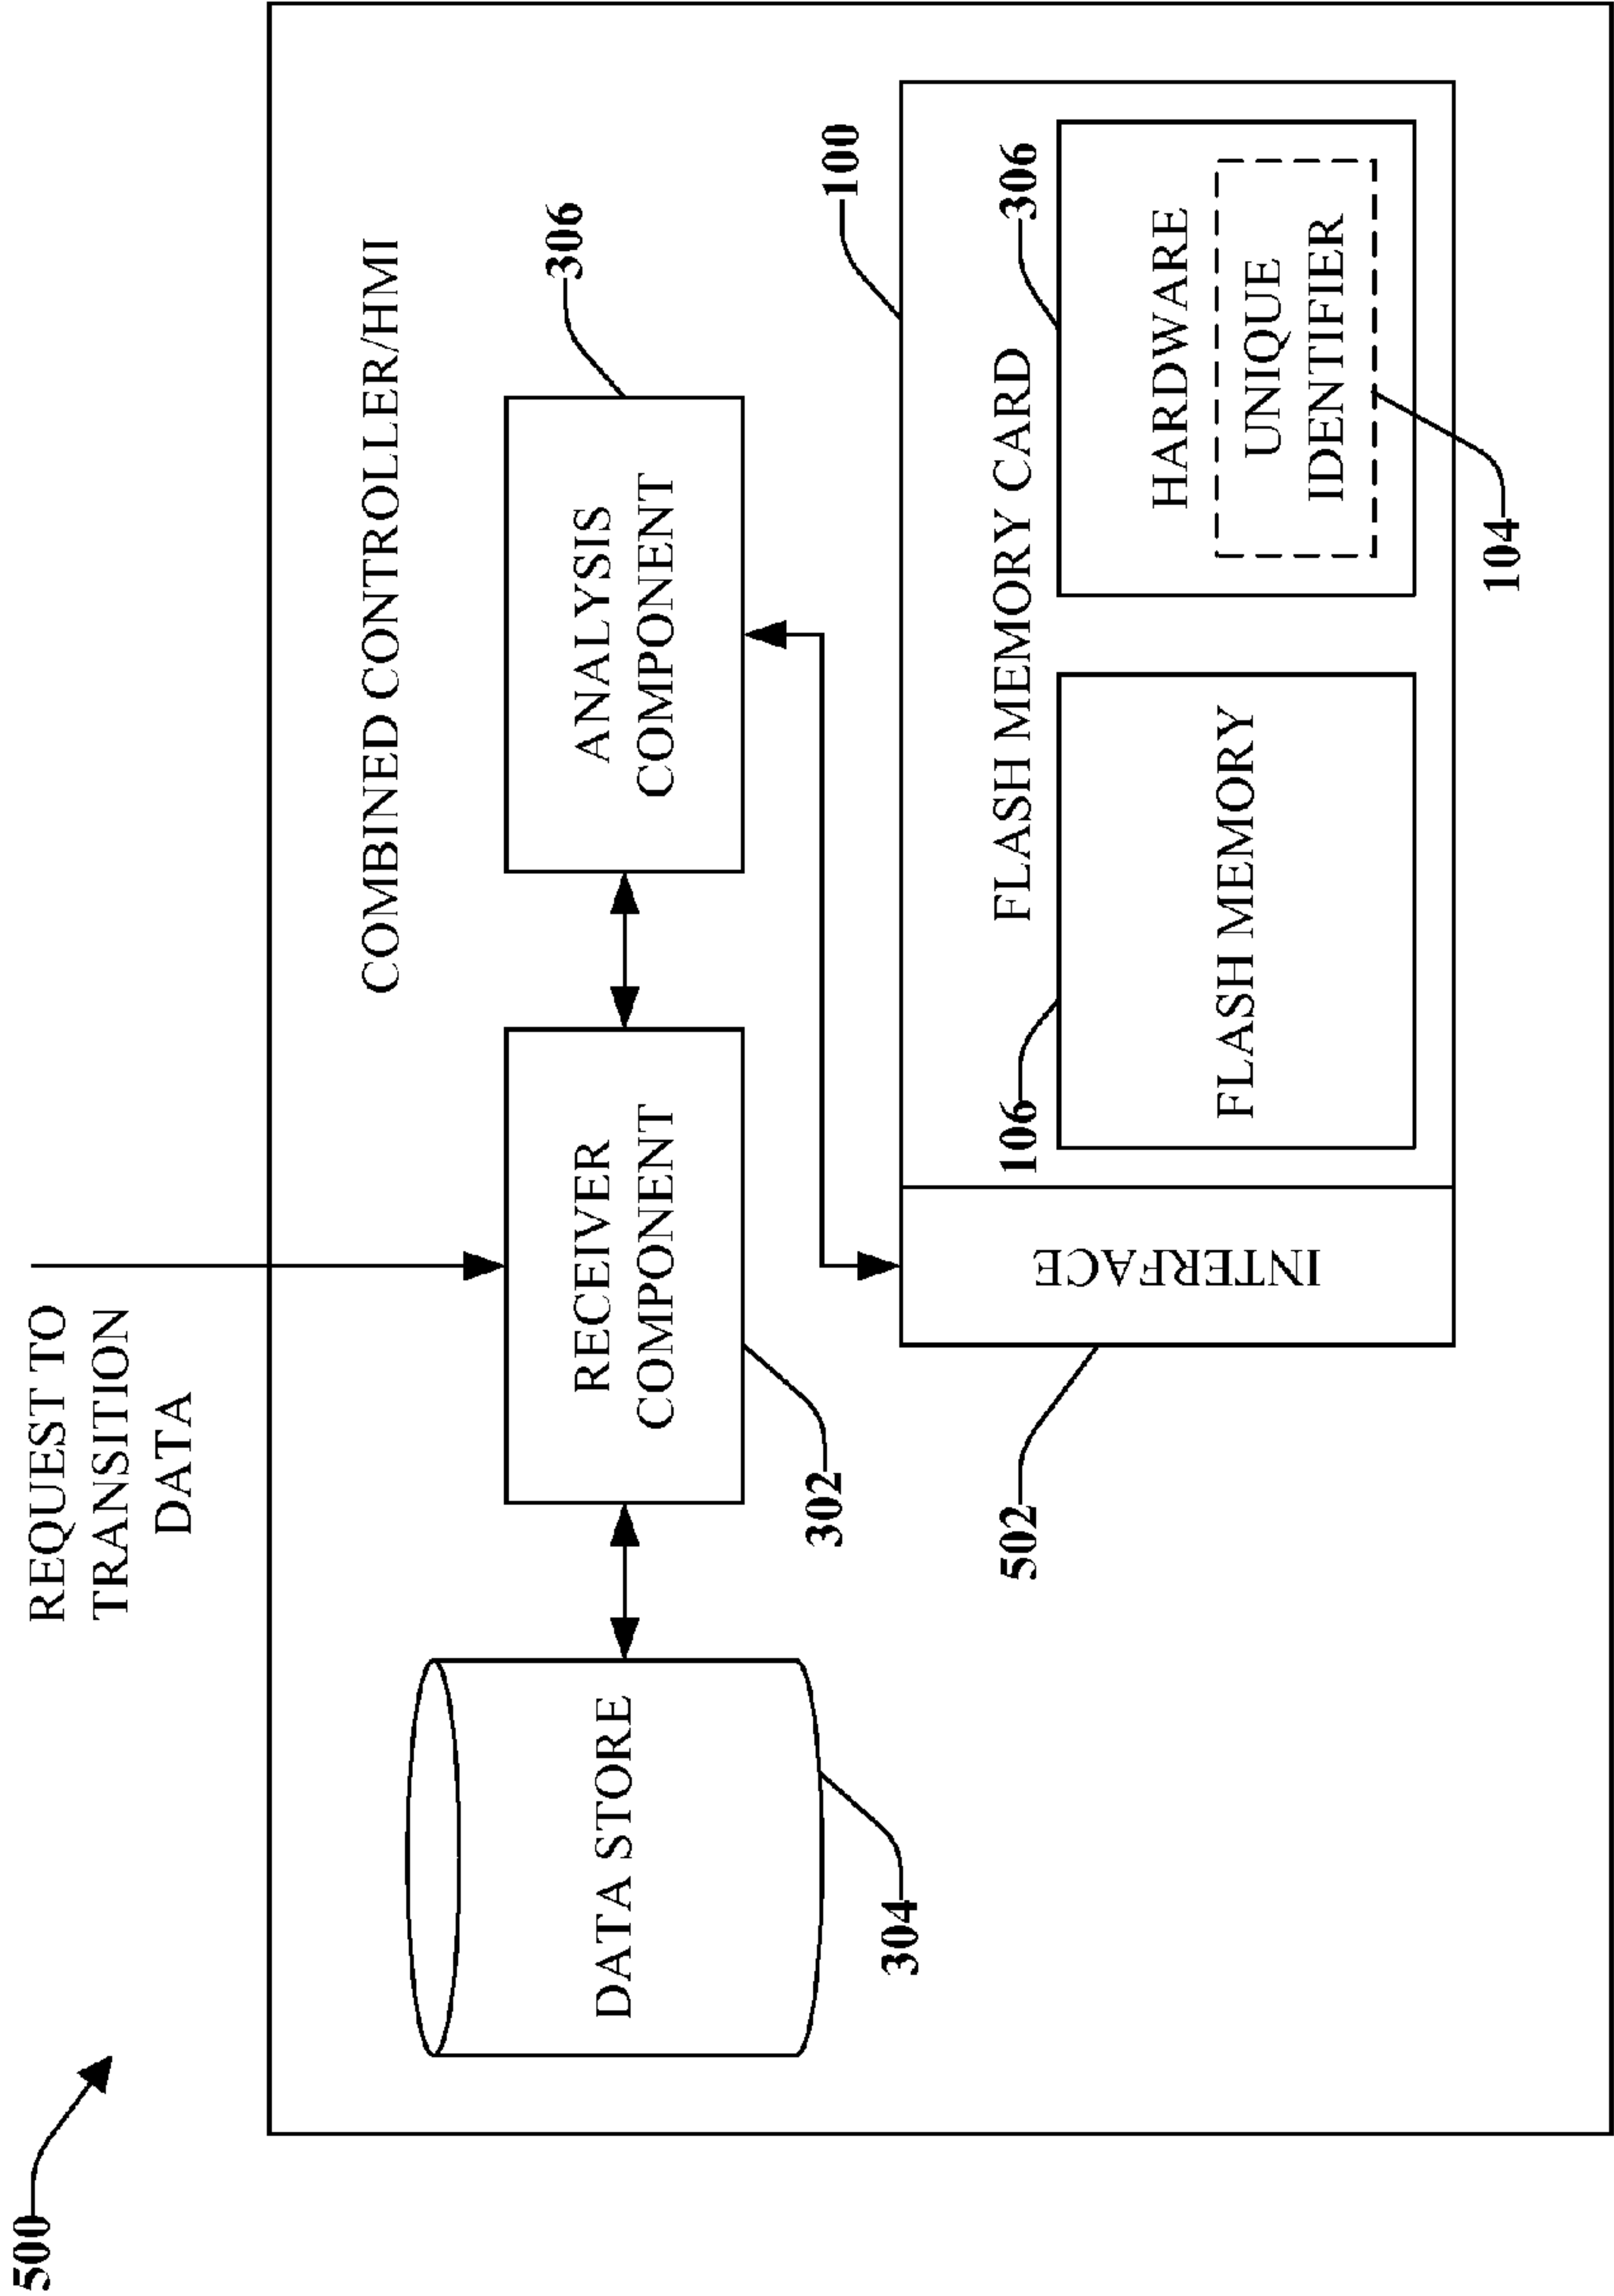 500
REQUEST TO
TRANSITION
DATA
COMBINED CONTROLLER/HMI
306
DATA STORE
RECEIVER
COMPONENT
ANALYSIS
COMPONENT
304
302
100
FLASH MEMORY CARD
502
106
306
INTERFACE
FLASH MEMORY
HARDWARE
UNIQUE
IDENTIFIER
104